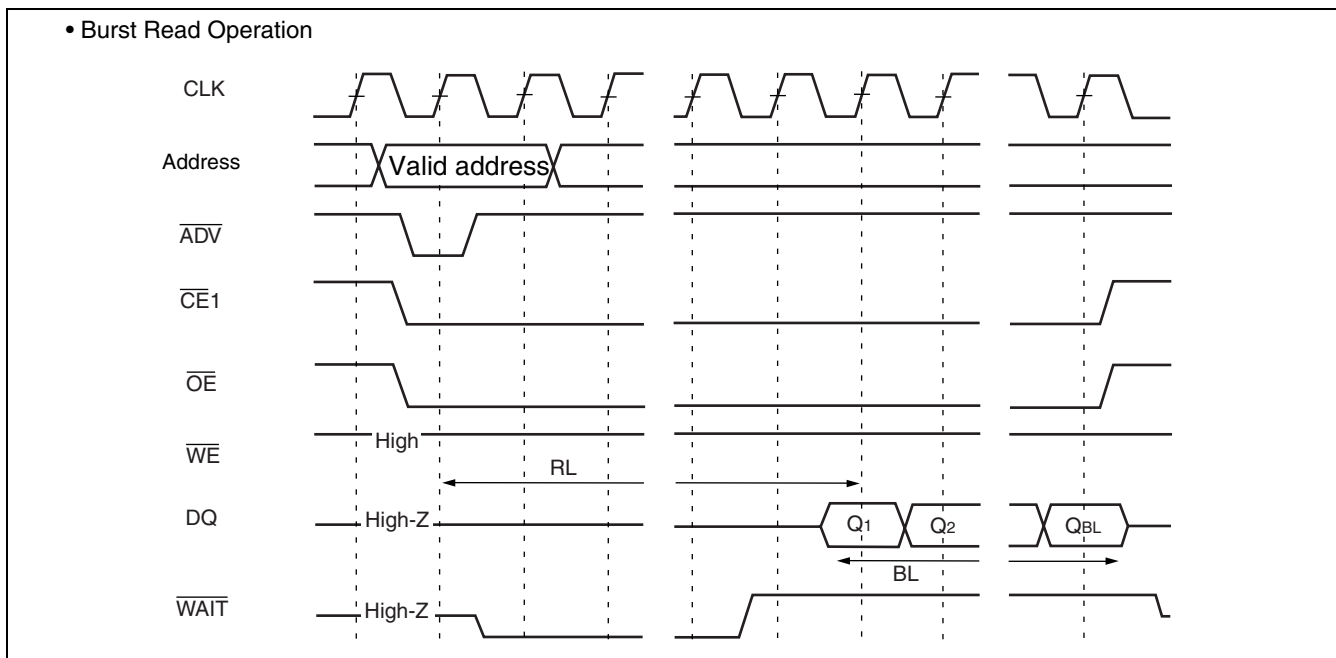 • Burst Read Operation
CLK
Address
Valid address
ADV
CE1
OE
WE
High
RL
DQ
High-Z
Q1
Q2
QBL
BL
WAIT
High-Z